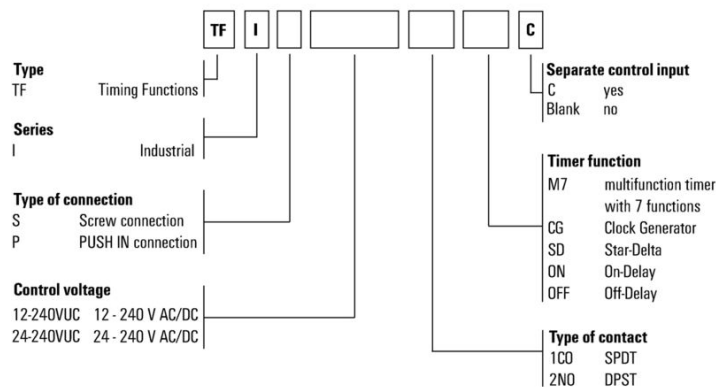 TF I C
Type
TF Timing Functions
Series
I Industrial
Type of connection
S Screw connection
P PUSH IN connection
Control voltage
12-240VUC 12 - 240 V AC/DC
24-240VUC 24 - 240 V AC/DC
Separate control input
C yes
Blank no
Timer function
M7 multifunction timer
with 7 functions
CG Clock Generator
SD Star-Delta
ON On-Delay
OFF Off-Delay
Type of contact
1CO SPDT
2NO DPST